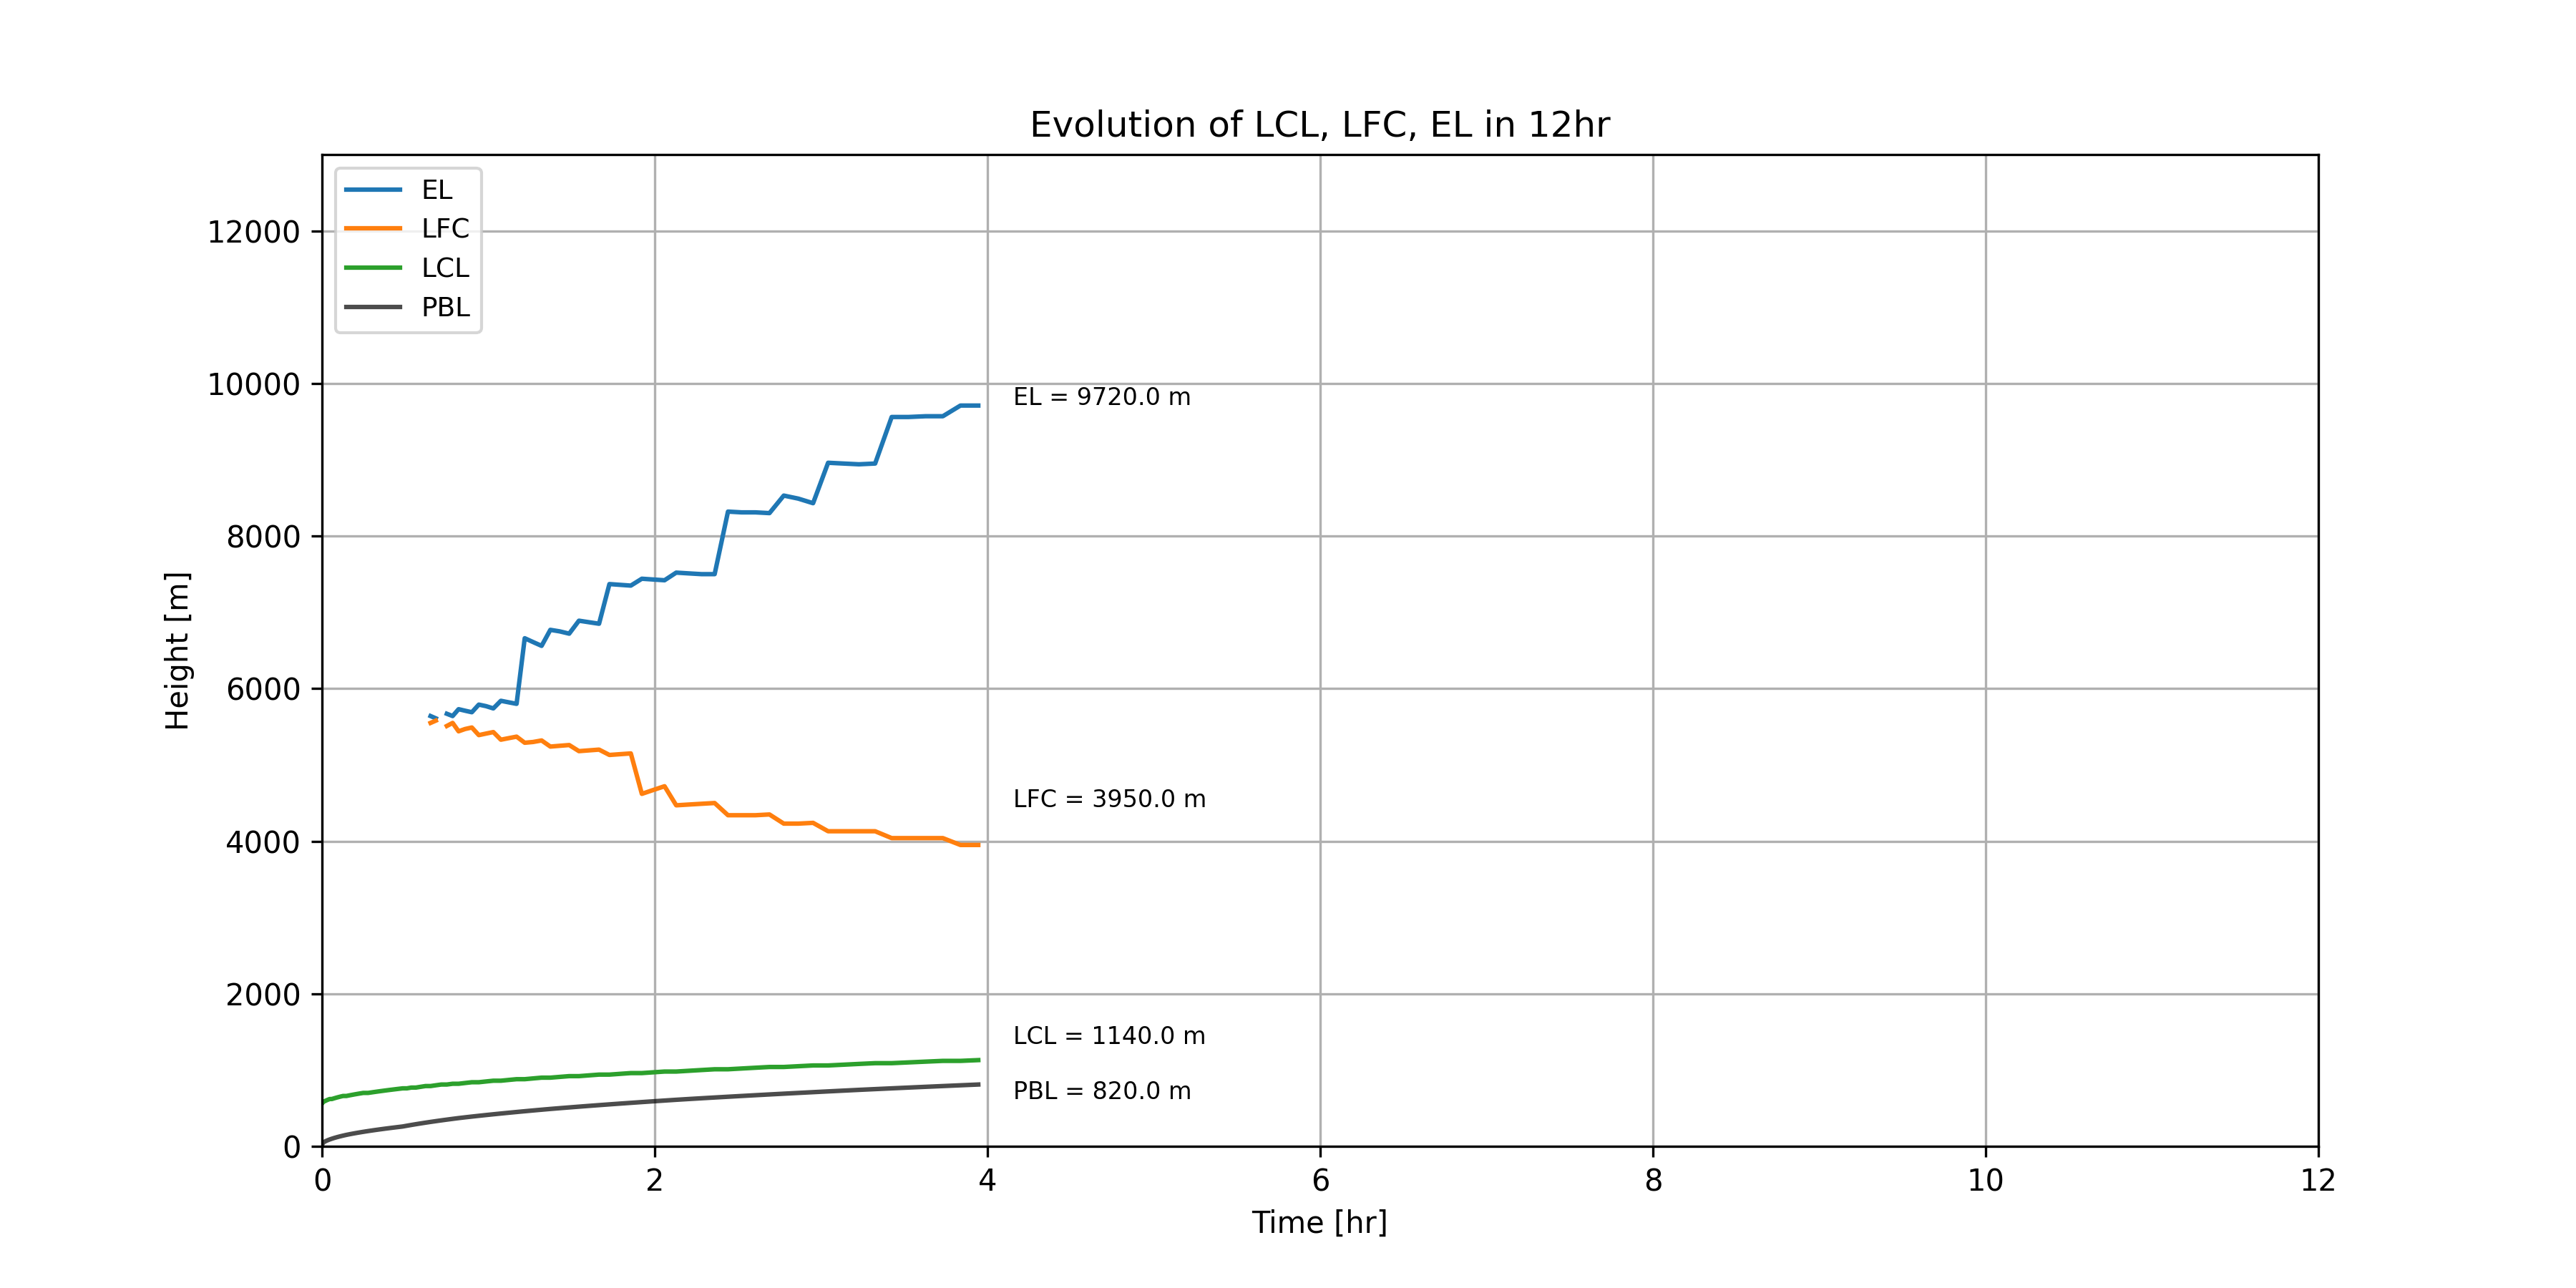 Evolution of LCL, LFC, EL in 12hr
EL
LFC
LCL
PBL
12000
10000
8000
6000
4000
2000
0
Height [m]
EL = 9720.0 m
LFC = 3950.0 m
LCL = 1140.0 m
PBL = 820.0 m
0 2 4 6 8 10 12
Time [hr]